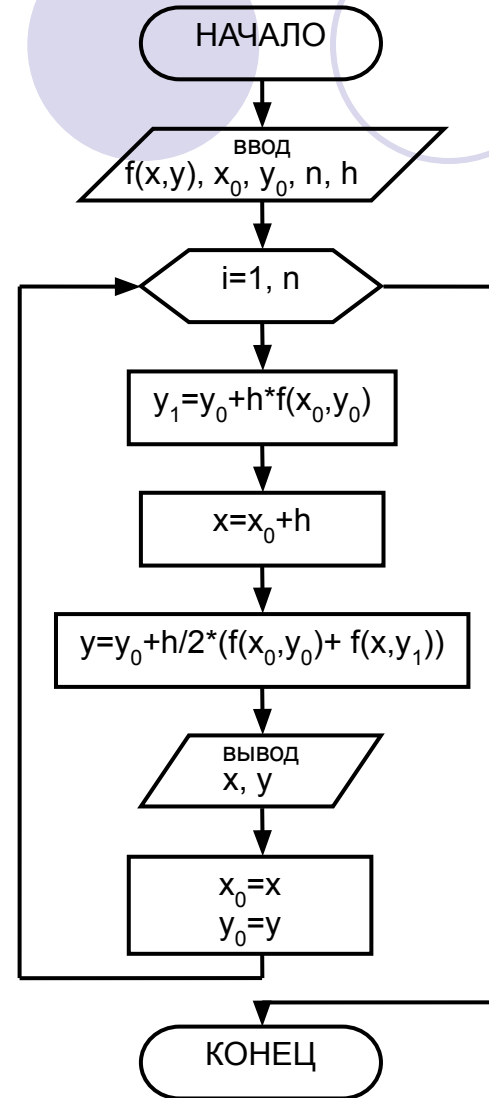 НАЧАЛО
ввод
f(x,y), x₀, y₀, n, h
i=1, n
y₁=y₀+h*f(x₀,y₀)
x=x₀+h
y=y₀+h/2*(f(x₀,y₀)+ f(x,y₁))
вывод
x, y
x₀=x
y₀=y
КОНЕЦ